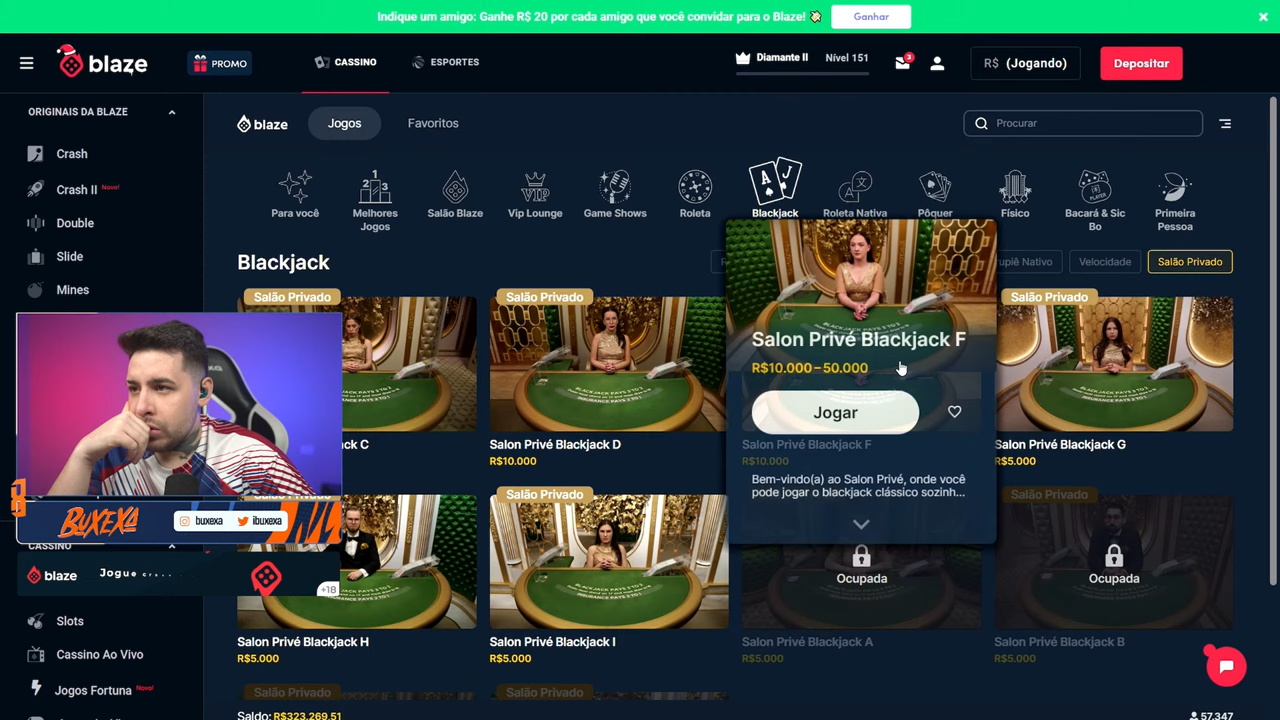 Indique um amigo: Ganhe R$ 20 por cada amigo que você convidar para o Blaze!
Ganhar
blaze
PROMO
CASSINO
ESPORTES
Diamante II
Nível 151
3
R$ (Jogando)
Depositar
ORIGINAIS DA BLAZE
Crash
Crash II Novo!
Double
Slide
Mines
blaze
Jogos
Favoritos
Procurar
Para você
Melhores
Jogos
Salão Blaze
Vip Lounge
Game Shows
Roleta
Blackjack
Roleta Nativa
Pôquer
Físico
Bacará & Sic
Bo
Primeira
Pessoa
Blackjack
Nativo
Velocidade
Salão Privado
Salão Privado
Salão Privado
Salão Privado
Salon Privé Blackjack F
R$10.000–50.000
Jogar
Bem-vindo(a) ao Salon Privé, onde você
pode jogar o blackjack clássico sozinh...
k C
Salon Privé Blackjack D
R$10.000
Salon Privé Blackjack F
R$10.000
Salon Privé Blackjack G
R$5.000
Salão Privado
Ocupada
Ocupada
Salon Privé Blackjack H
R$5.000
Salon Privé Blackjack I
R$5.000
Salon Privé Blackjack A
R$5.000
Salon Privé Blackjack B
R$5.000
Salão Privado
Salão Privado
BUXEXA
buxexa
ibuxexa
CASSINO
blaze
Jogue
+18
Slots
Cassino Ao Vivo
Jogos Fortuna Novo!
Saldo: R$323.269,51
57.347